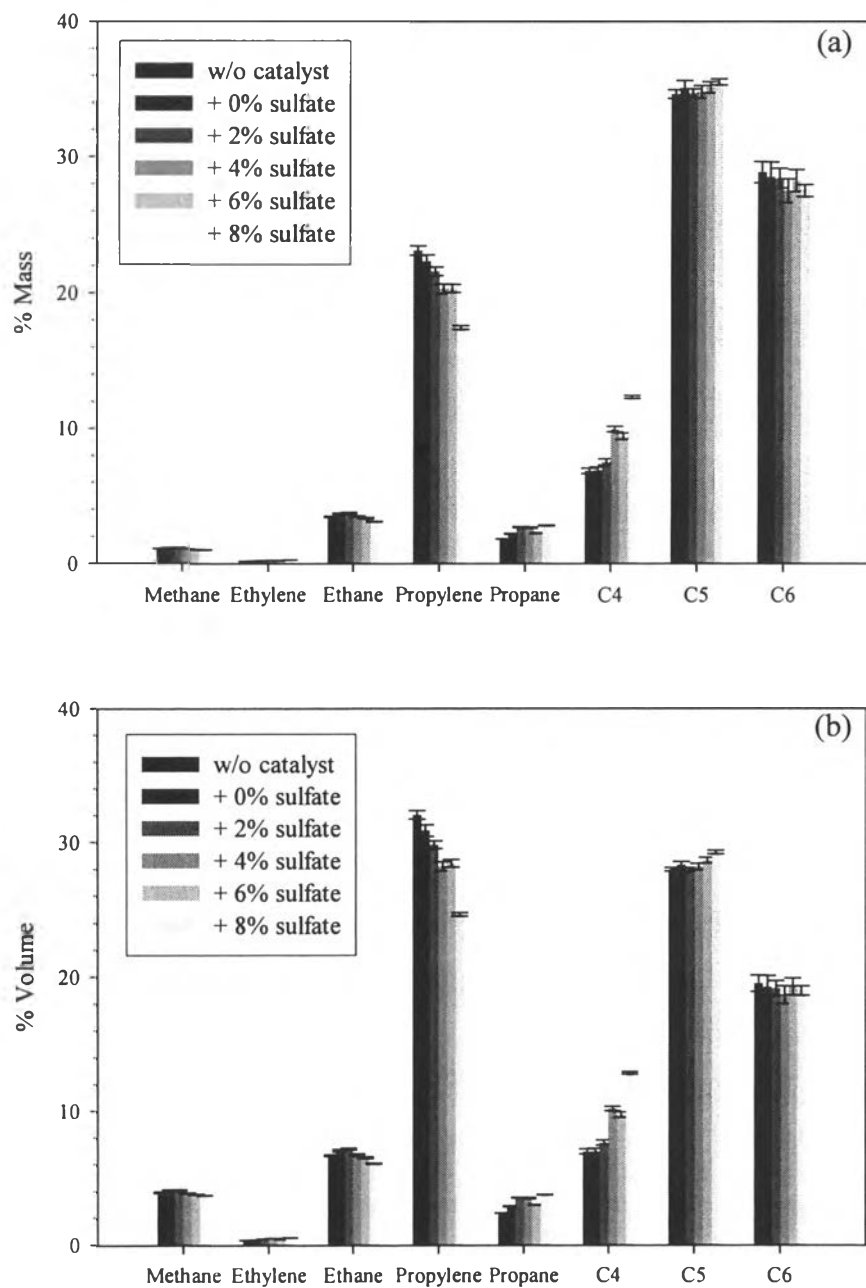 40
(a)
w/o catalyst
+ 0% sulfate
+ 2% sulfate
+ 4% sulfate
+ 6% sulfate
+ 8% sulfate
30
20
10
0
% Mass
Methane Ethylene Ethane Propylene Propane C4 C5 C6
40
(b)
w/o catalyst
+ 0% sulfate
+ 2% sulfate
+ 4% sulfate
+ 6% sulfate
+ 8% sulfate
30
20
10
0
% Volume
Methane Ethylene Ethane Propylene Propane C4 C5 C6